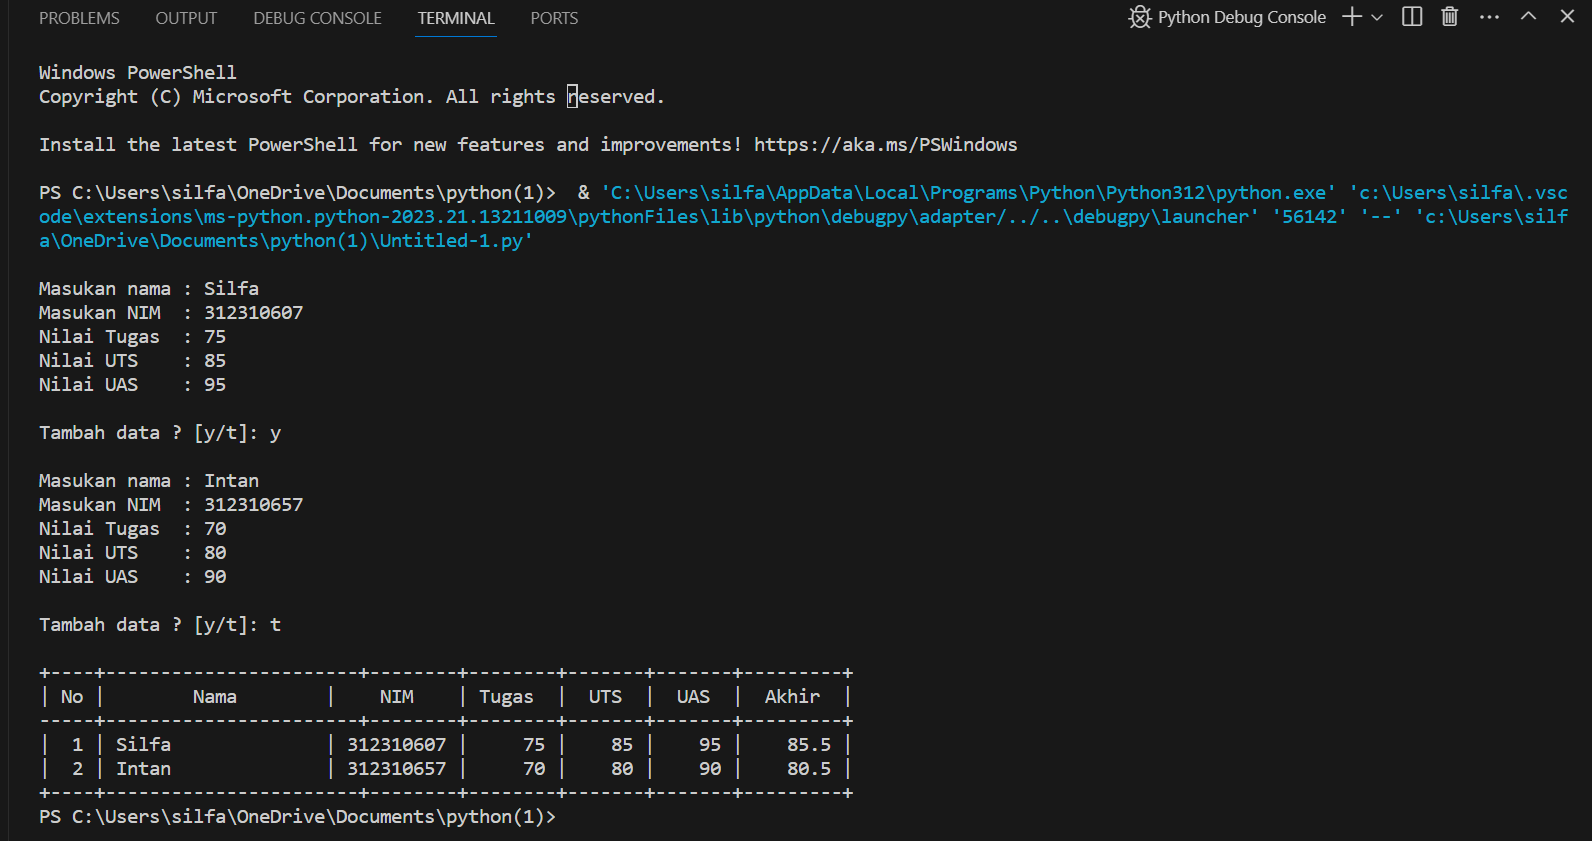 PROBLEMS OUTPUT DEBUG CONSOLE TERMINAL PORTS Python Debug Console
Windows PowerShell
Copyright (C) Microsoft Corporation. All rights reserved.
Install the latest PowerShell for new features and improvements! https://aka.ms/PSWindows
PS C:\Users\silfa\OneDrive\Documents\python(1)>  & 'C:\Users\silfa\AppData\Local\Programs\Python\Python312\python.exe' 'c:\Users\silfa\.vsc
ode\extensions\ms-python.python-2023.21.13211009\pythonFiles\lib\python\debugpy\adapter/../..\debugpy\launcher' '56142' '--' 'c:\Users\silf
a\OneDrive\Documents\python(1)\Untitled-1.py'
Masukan nama : Silfa
Masukan NIM  : 312310607
Nilai Tugas  : 75
Nilai UTS    : 85
Nilai UAS    : 95
Tambah data ? [y/t]: y
Masukan nama : Intan
Masukan NIM  : 312310657
Nilai Tugas  : 70
Nilai UTS    : 80
Nilai UAS    : 90
Tambah data ? [y/t]: t
+----+-----------------------+--------+--------+-------+-------+---------+
| No |        Nama        |    NIM    | Tugas  |  UTS  |  UAS  |  Akhir  |
-----+-----------------------+--------+--------+-------+-------+---------+
|  1 | Silfa              | 312310607 |     75 |    85 |    95 |    85.5 |
|  2 | Intan              | 312310657 |     70 |    80 |    90 |    80.5 |
+----+-----------------------+--------+--------+-------+-------+---------+
PS C:\Users\silfa\OneDrive\Documents\python(1)>